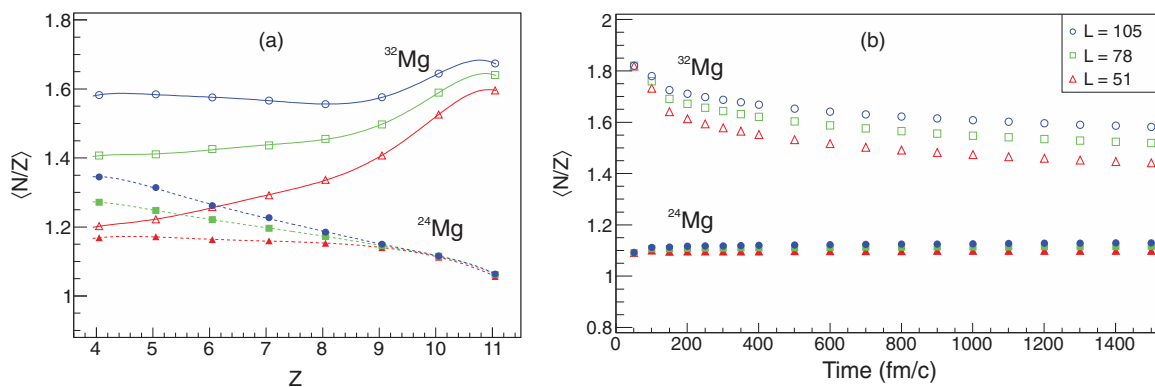 (a)
³²Mg
²⁴Mg
⟨N/Z⟩
1.8
1.6
1.4
1.2
1
4 5 6 7 8 9 10 11
Z
(b)
L = 105
L = 78
L = 51
³²Mg
²⁴Mg
⟨N/Z⟩
2
1.8
1.6
1.4
1.2
1
0.8
0 200 400 600 800 1000 1200 1400
Time (fm/c)